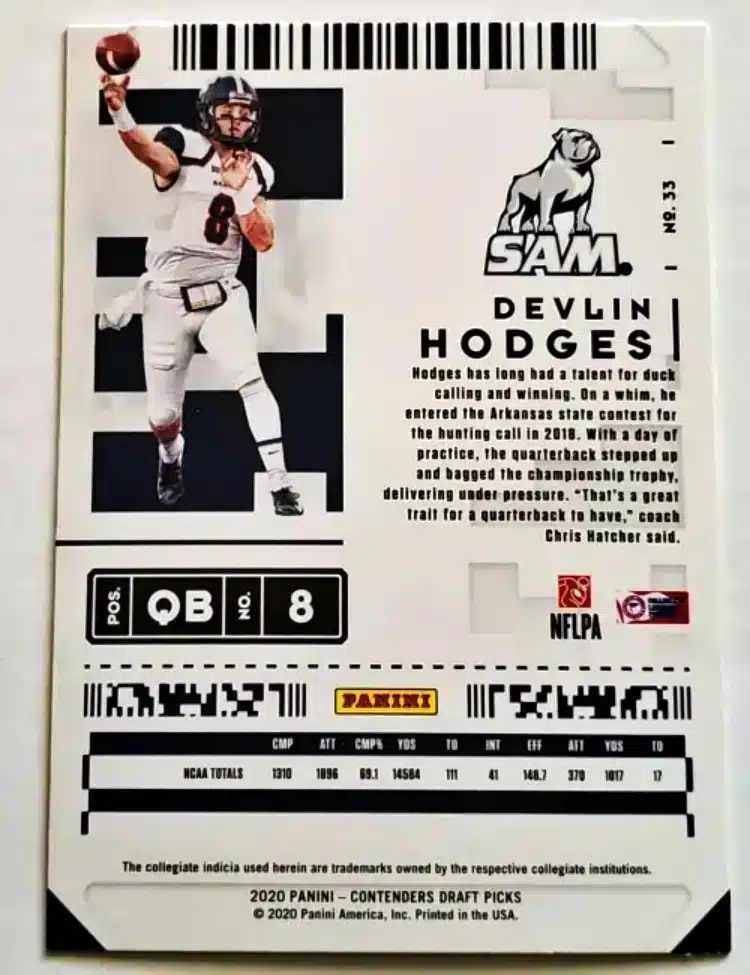 8
S'AM.
No. 33
DEVLIN
HODGES
Hodges has long had a talent for duck
calling and winning. On a whim, he
entered the Arkansas state contest for
the hunting call in 2018. With a day of
practice, the quarterback stepped up
and bagged the championship trophy,
delivering under pressure. "That's a great
trait for a quarterback to have," coach
Chris Hatcher said.
POS. QB NO. 8
NFLPA
PANINI
CMP ATT CMP% YDS TD INT EFF ATT YDS TD
NCAA TOTALS 1310 1896 69.1 14584 111 41 148.7 370 1017 17
The collegiate indicia used herein are trademarks owned by the respective collegiate institutions.
2020 PANINI – CONTENDERS DRAFT PICKS
© 2020 Panini America, Inc. Printed in the USA.